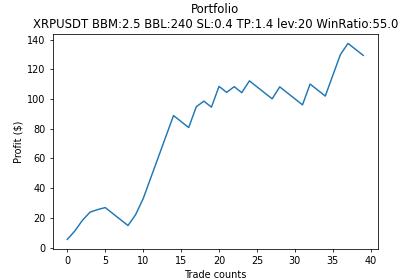 Portfolio
XRPUSDT BBM:2.5 BBL:240 SL:0.4 TP:1.4 lev:20 WinRatio:55.0
140
120
100
80
60
40
20
0
Profit ($)
0 5 10 15 20 25 30 35 40
Trade counts